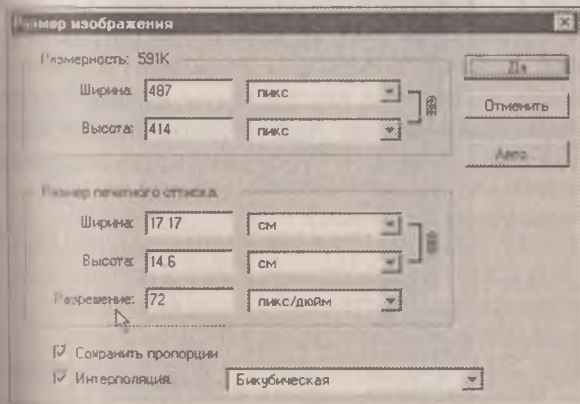 Размер изображения
Размерность: 591K
Ширина: 487 пикс
Высота: 414 пикс
Да
Отменить
Авто...
Размер печатного оттиска
Ширина: 17.17 см
Высота: 14.6 см
Разрешение: 72 пикс/дюйм
Сохранить пропорции
Интерполяция: Бикубическая